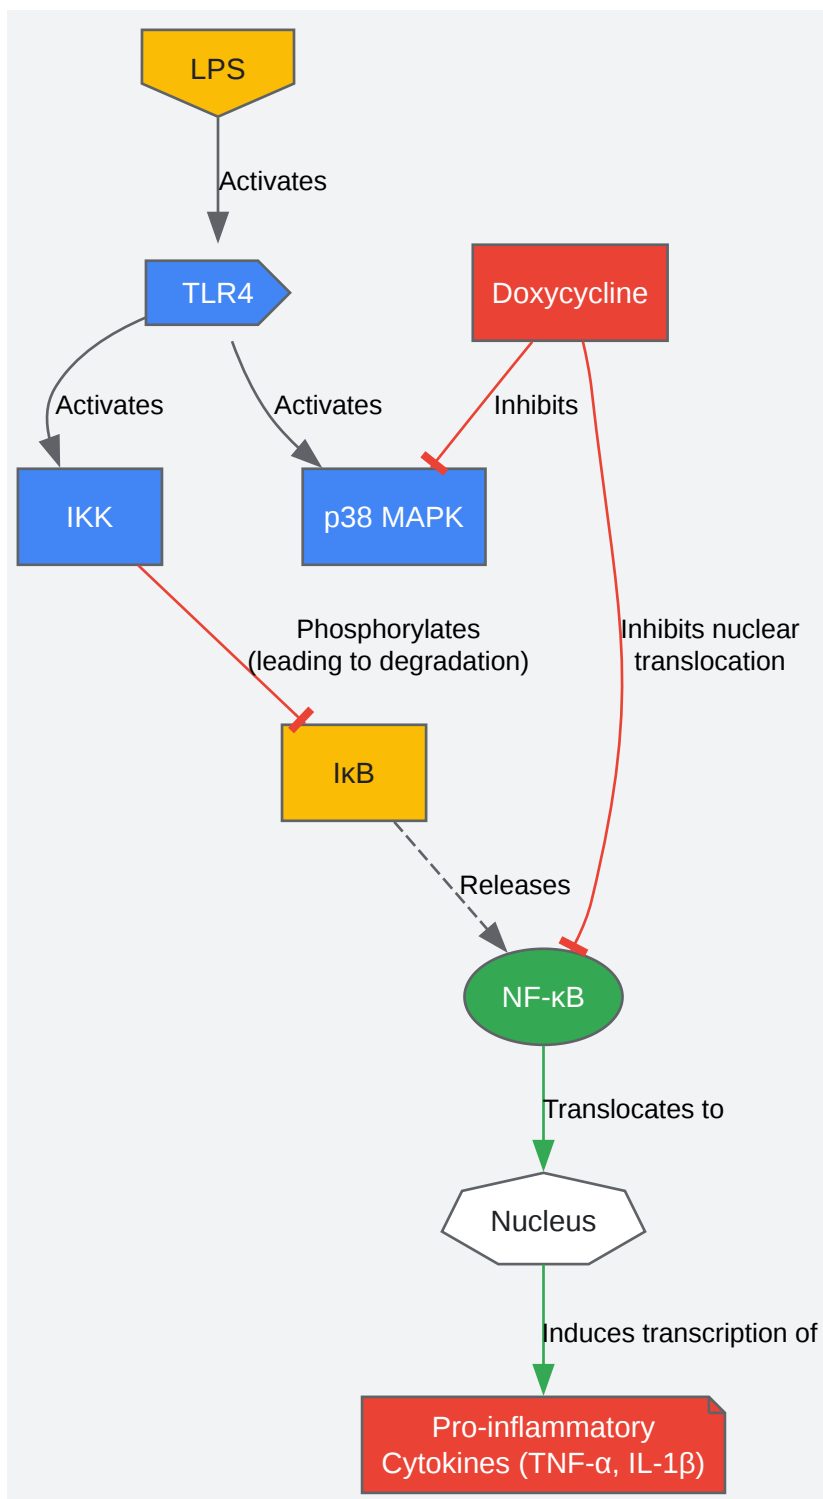 LPS
Activates
TLR4
Doxycycline
Activates
Activates
Inhibits
IKK
p38 MAPK
Phosphorylates
(leading to degradation)
Inhibits nuclear
translocation
IκB
Releases
NF-κB
Translocates to
Nucleus
Induces transcription of
Pro-inflammatory
Cytokines (TNF-α, IL-1β)